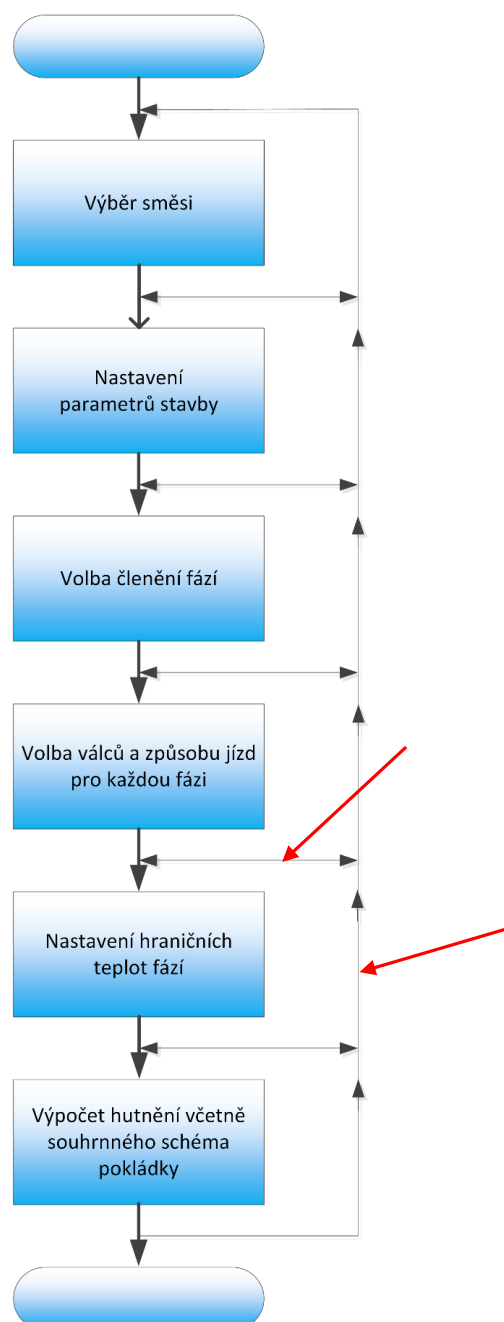 Výběr směsi
Nastavení
parametrů stavby
Volba členění fází
Volba válců a způsobu jízd
pro každou fázi
Nastavení hraničních
teplot fází
Výpočet hutnění včetně
souhrnného schéma
pokládky